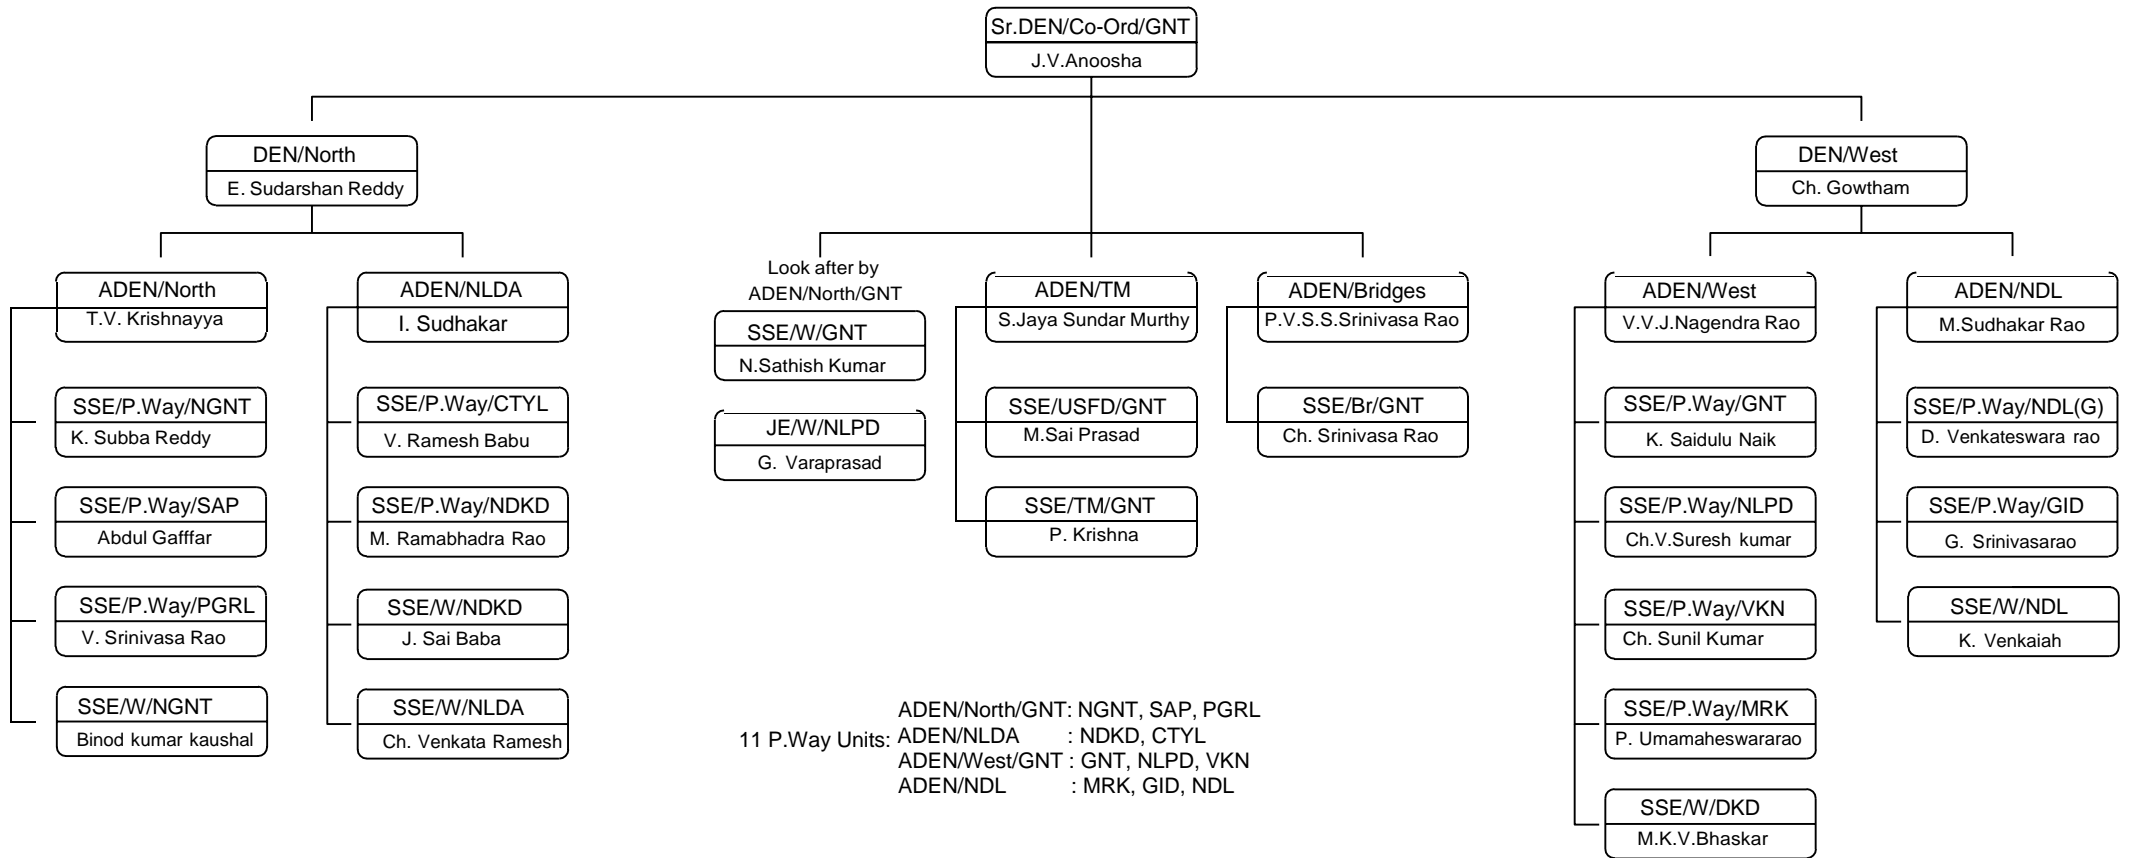 Sr.DEN/Co-Ord/GNT
J.V.Anoosha
DEN/North
E. Sudarshan Reddy
DEN/West
Ch. Gowtham
ADEN/North
T.V. Krishnayya
SSE/P.Way/NGNT
K. Subba Reddy
SSE/P.Way/SAP
Abdul Gafffar
SSE/P.Way/PGRL
V. Srinivasa Rao
SSE/W/NGNT
Binod kumar kaushal
ADEN/NLDA
I. Sudhakar
SSE/P.Way/CTYL
V. Ramesh Babu
SSE/P.Way/NDKD
M. Ramabhadra Rao
SSE/W/NDKD
J. Sai Baba
SSE/W/NLDA
Ch. Venkata Ramesh
Look after by
ADEN/North/GNT
SSE/W/GNT
N.Sathish Kumar
JE/W/NLPD
G. Varaprasad
ADEN/TM
S.Jaya Sundar Murthy
SSE/USFD/GNT
M.Sai Prasad
SSE/TM/GNT
P. Krishna
ADEN/Bridges
P.V.S.S.Srinivasa Rao
SSE/Br/GNT
Ch. Srinivasa Rao
ADEN/West
V.V.J.Nagendra Rao
SSE/P.Way/GNT
K. Saidulu Naik
SSE/P.Way/NLPD
Ch.V.Suresh kumar
SSE/P.Way/VKN
Ch. Sunil Kumar
SSE/P.Way/MRK
P. Umamaheswararao
SSE/W/DKD
M.K.V.Bhaskar
ADEN/NDL
M.Sudhakar Rao
SSE/P.Way/NDL(G)
D. Venkateswara rao
SSE/P.Way/GID
G. Srinivasarao
SSE/W/NDL
K. Venkaiah
11 P.Way Units:
ADEN/North/GNT: NGNT, SAP, PGRL
ADEN/NLDA : NDKD, CTYL
ADEN/West/GNT : GNT, NLPD, VKN
ADEN/NDL : MRK, GID, NDL